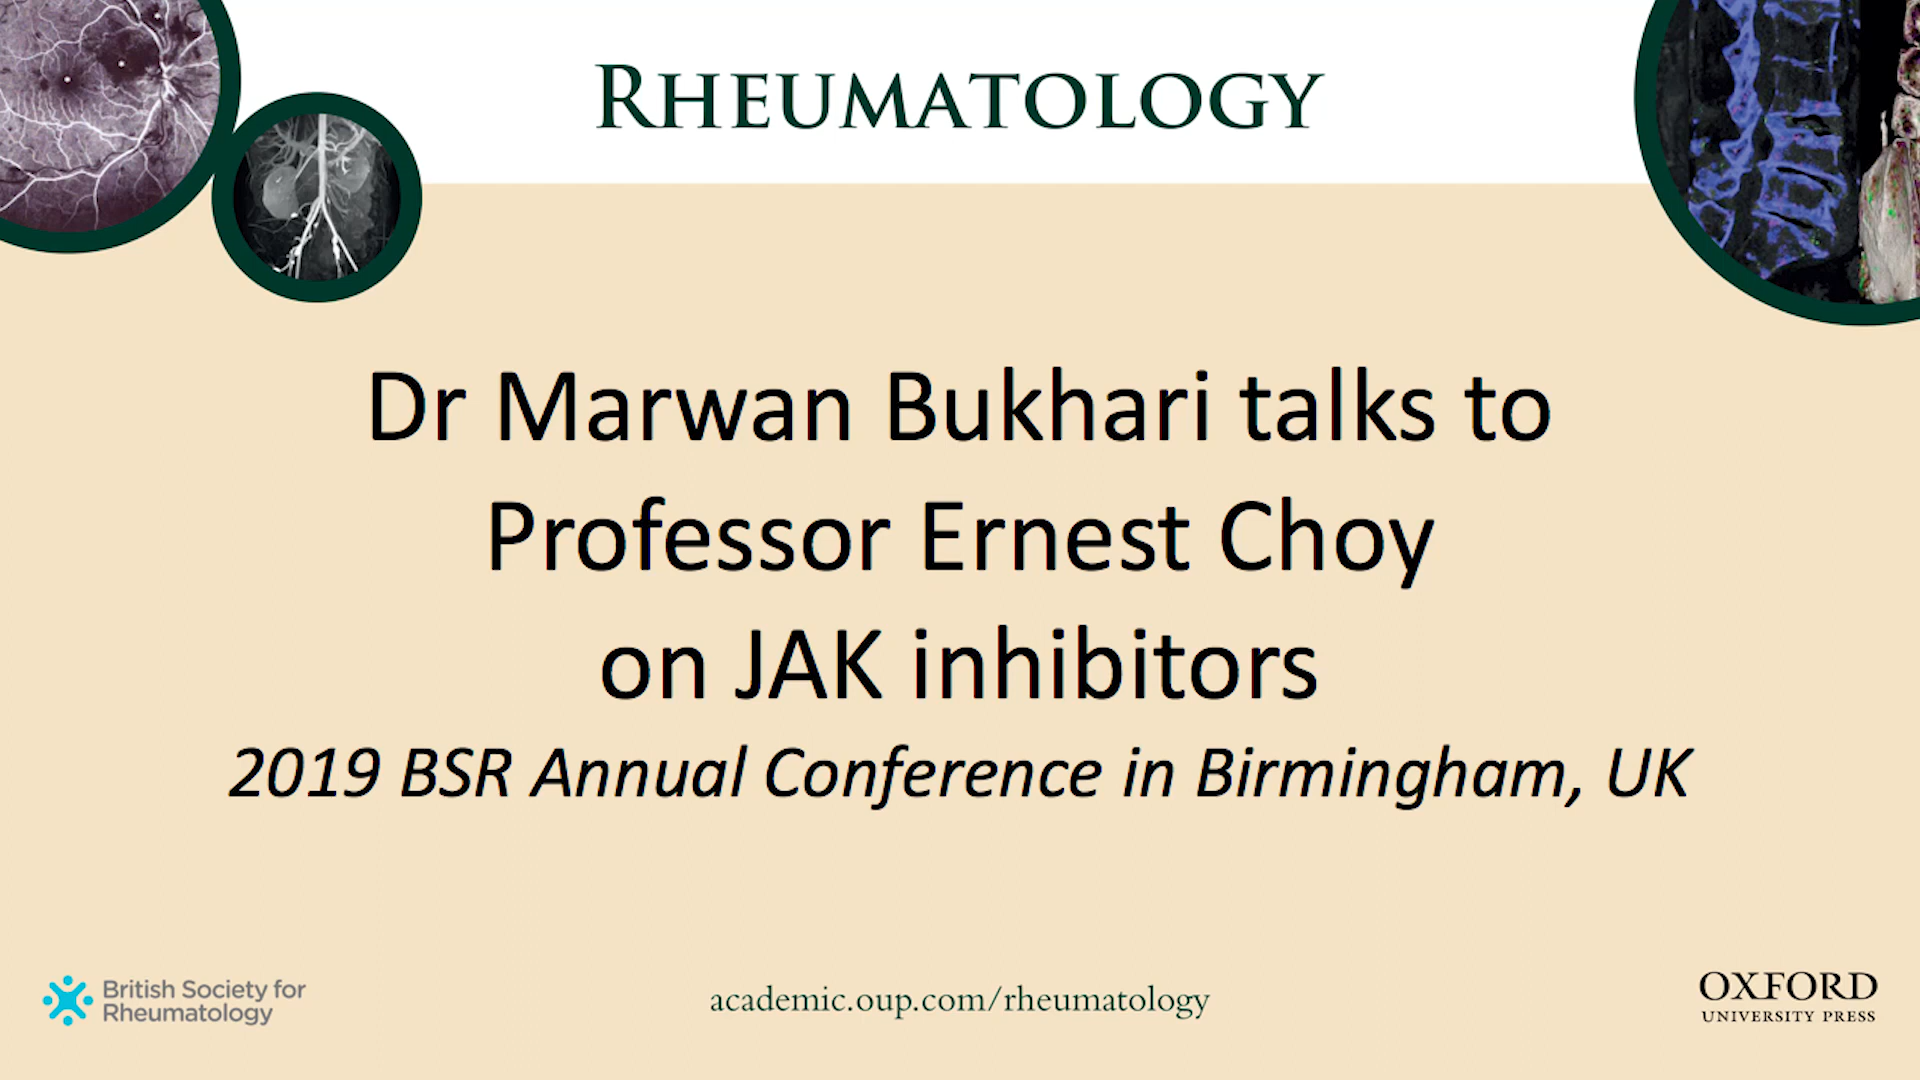 RHEUMATOLOGY
Dr Marwan Bukhari talks to
Professor Ernest Choy
on JAK inhibitors
2019 BSR Annual Conference in Birmingham, UK
British Society for
Rheumatology
academic.oup.com/rheumatology
OXFORD
UNIVERSITY PRESS